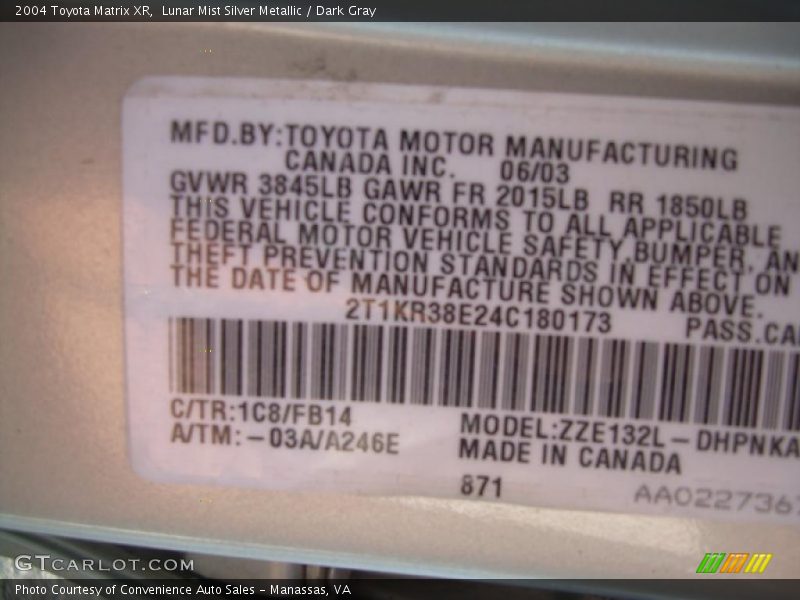 2004 Toyota Matrix XR,  Lunar Mist Silver Metallic / Dark Gray
MFD.BY:TOYOTA MOTOR MANUFACTURING
CANADA INC. 06/03
GVWR 3845LB GAWR FR 2015LB RR 1850LB
THIS VEHICLE CONFORMS TO ALL APPLICABLE
FEDERAL MOTOR VEHICLE SAFETY,BUMPER, AN
THEFT PREVENTION STANDARDS IN EFFECT ON
THE DATE OF MANUFACTURE SHOWN ABOVE.
2T1KR38E24C180173 PASS.CA
C/TR:1C8/FB14
A/TM:-03A/A246E
MODEL:ZZE132L-DHPNKA
MADE IN CANADA
871
AA022736
GTCARLOT.COM
Photo Courtesy of Convenience Auto Sales - Manassas, VA